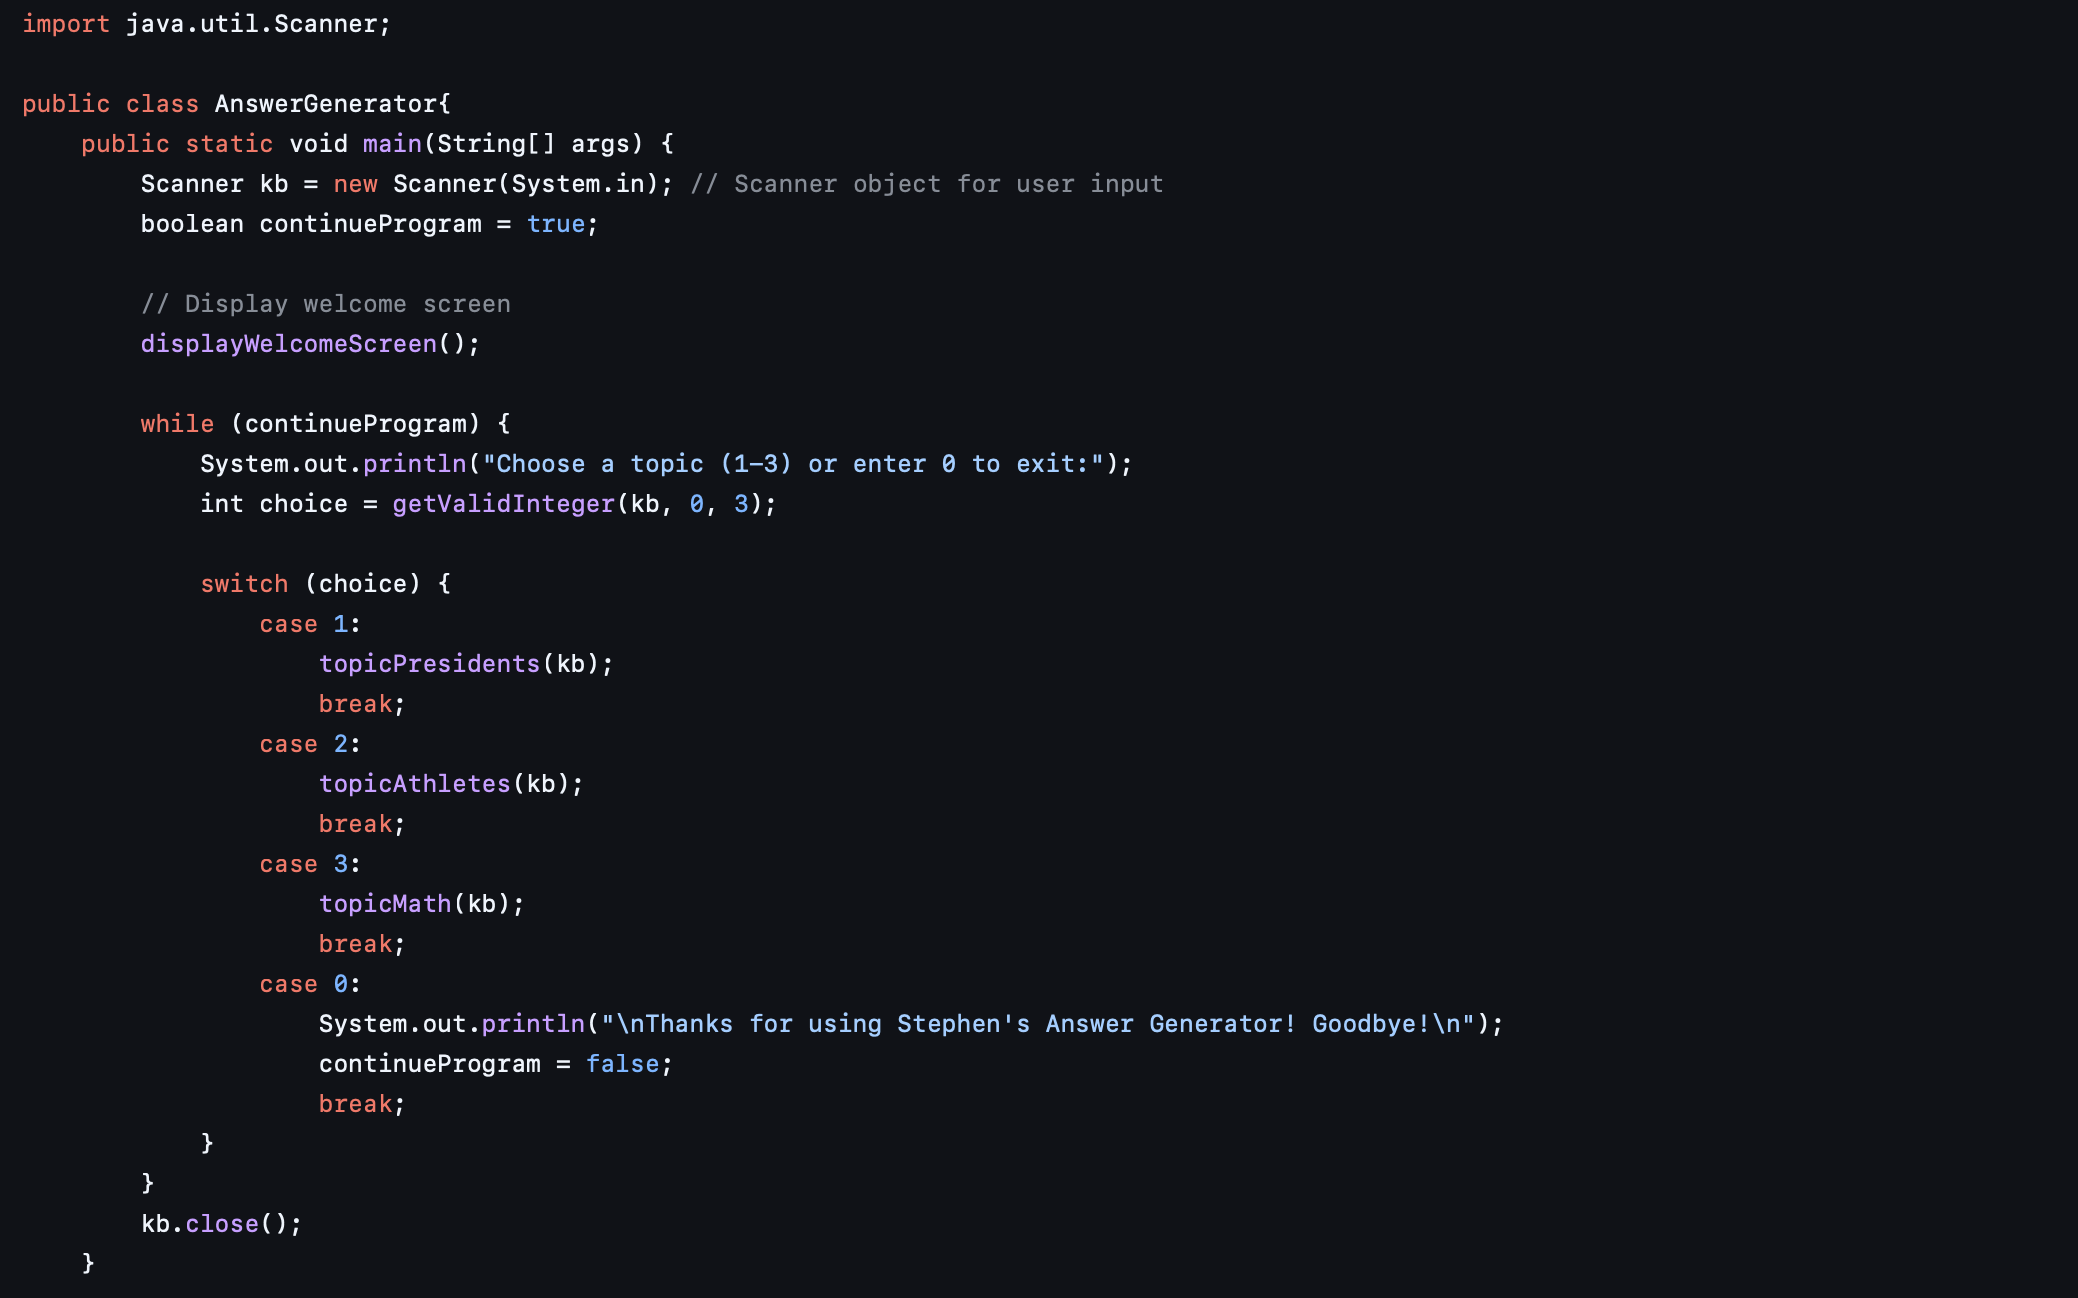 import java.util.Scanner;

public class AnswerGenerator{
    public static void main(String[] args) {
        Scanner kb = new Scanner(System.in); // Scanner object for user input
        boolean continueProgram = true;

        // Display welcome screen
        displayWelcomeScreen();

        while (continueProgram) {
            System.out.println("Choose a topic (1-3) or enter 0 to exit:");
            int choice = getValidInteger(kb, 0, 3);

            switch (choice) {
                case 1:
                    topicPresidents(kb);
                    break;
                case 2:
                    topicAthletes(kb);
                    break;
                case 3:
                    topicMath(kb);
                    break;
                case 0:
                    System.out.println("\nThanks for using Stephen's Answer Generator! Goodbye!\n");
                    continueProgram = false;
                    break;
            }
        }
        kb.close();
    }